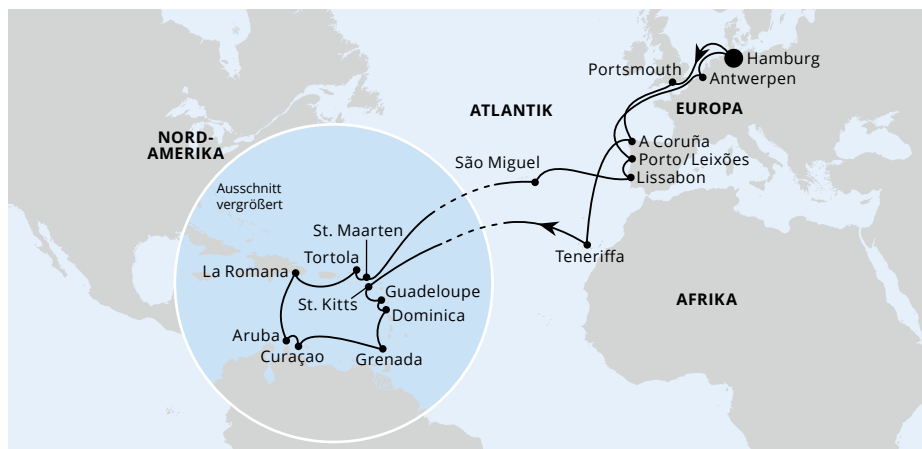 Hamburg
Portsmouth
Antwerpen
ATLANTIK
EUROPA
NORD-
AMERIKA
A Coruña
Porto/Leixões
São Miguel
Lissabon
Ausschnitt
vergrößert
St. Maarten
Tortola
Teneriffa
La Romana
Guadeloupe
St. Kitts
AFRIKA
Dominica
Aruba
Curaçao
Grenada